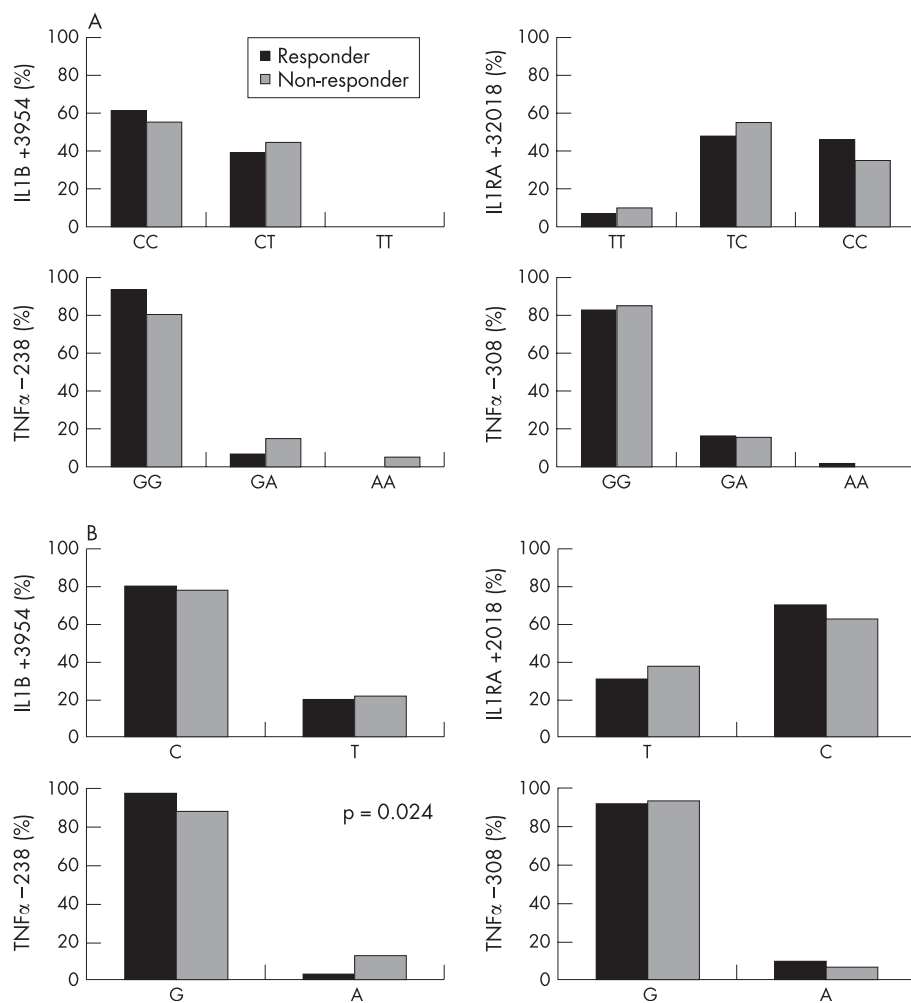 A
Responder
Non-responder
IL1B +3954 (%)
100
80
60
40
20
0
CC CT TT
IL1RA +32018 (%)
100
80
60
40
20
0
TT TC CC
TNFα −238 (%)
100
80
60
40
20
0
GG GA AA
TNFα −308 (%)
100
80
60
40
20
0
GG GA AA
B
IL1B +3954 (%)
100
80
60
40
20
0
C T
IL1RA +2018 (%)
100
80
60
40
20
0
T C
TNFα −238 (%)
100
80
60
40
20
0
p = 0.024
G A
TNFα −308 (%)
100
80
60
40
20
0
G A